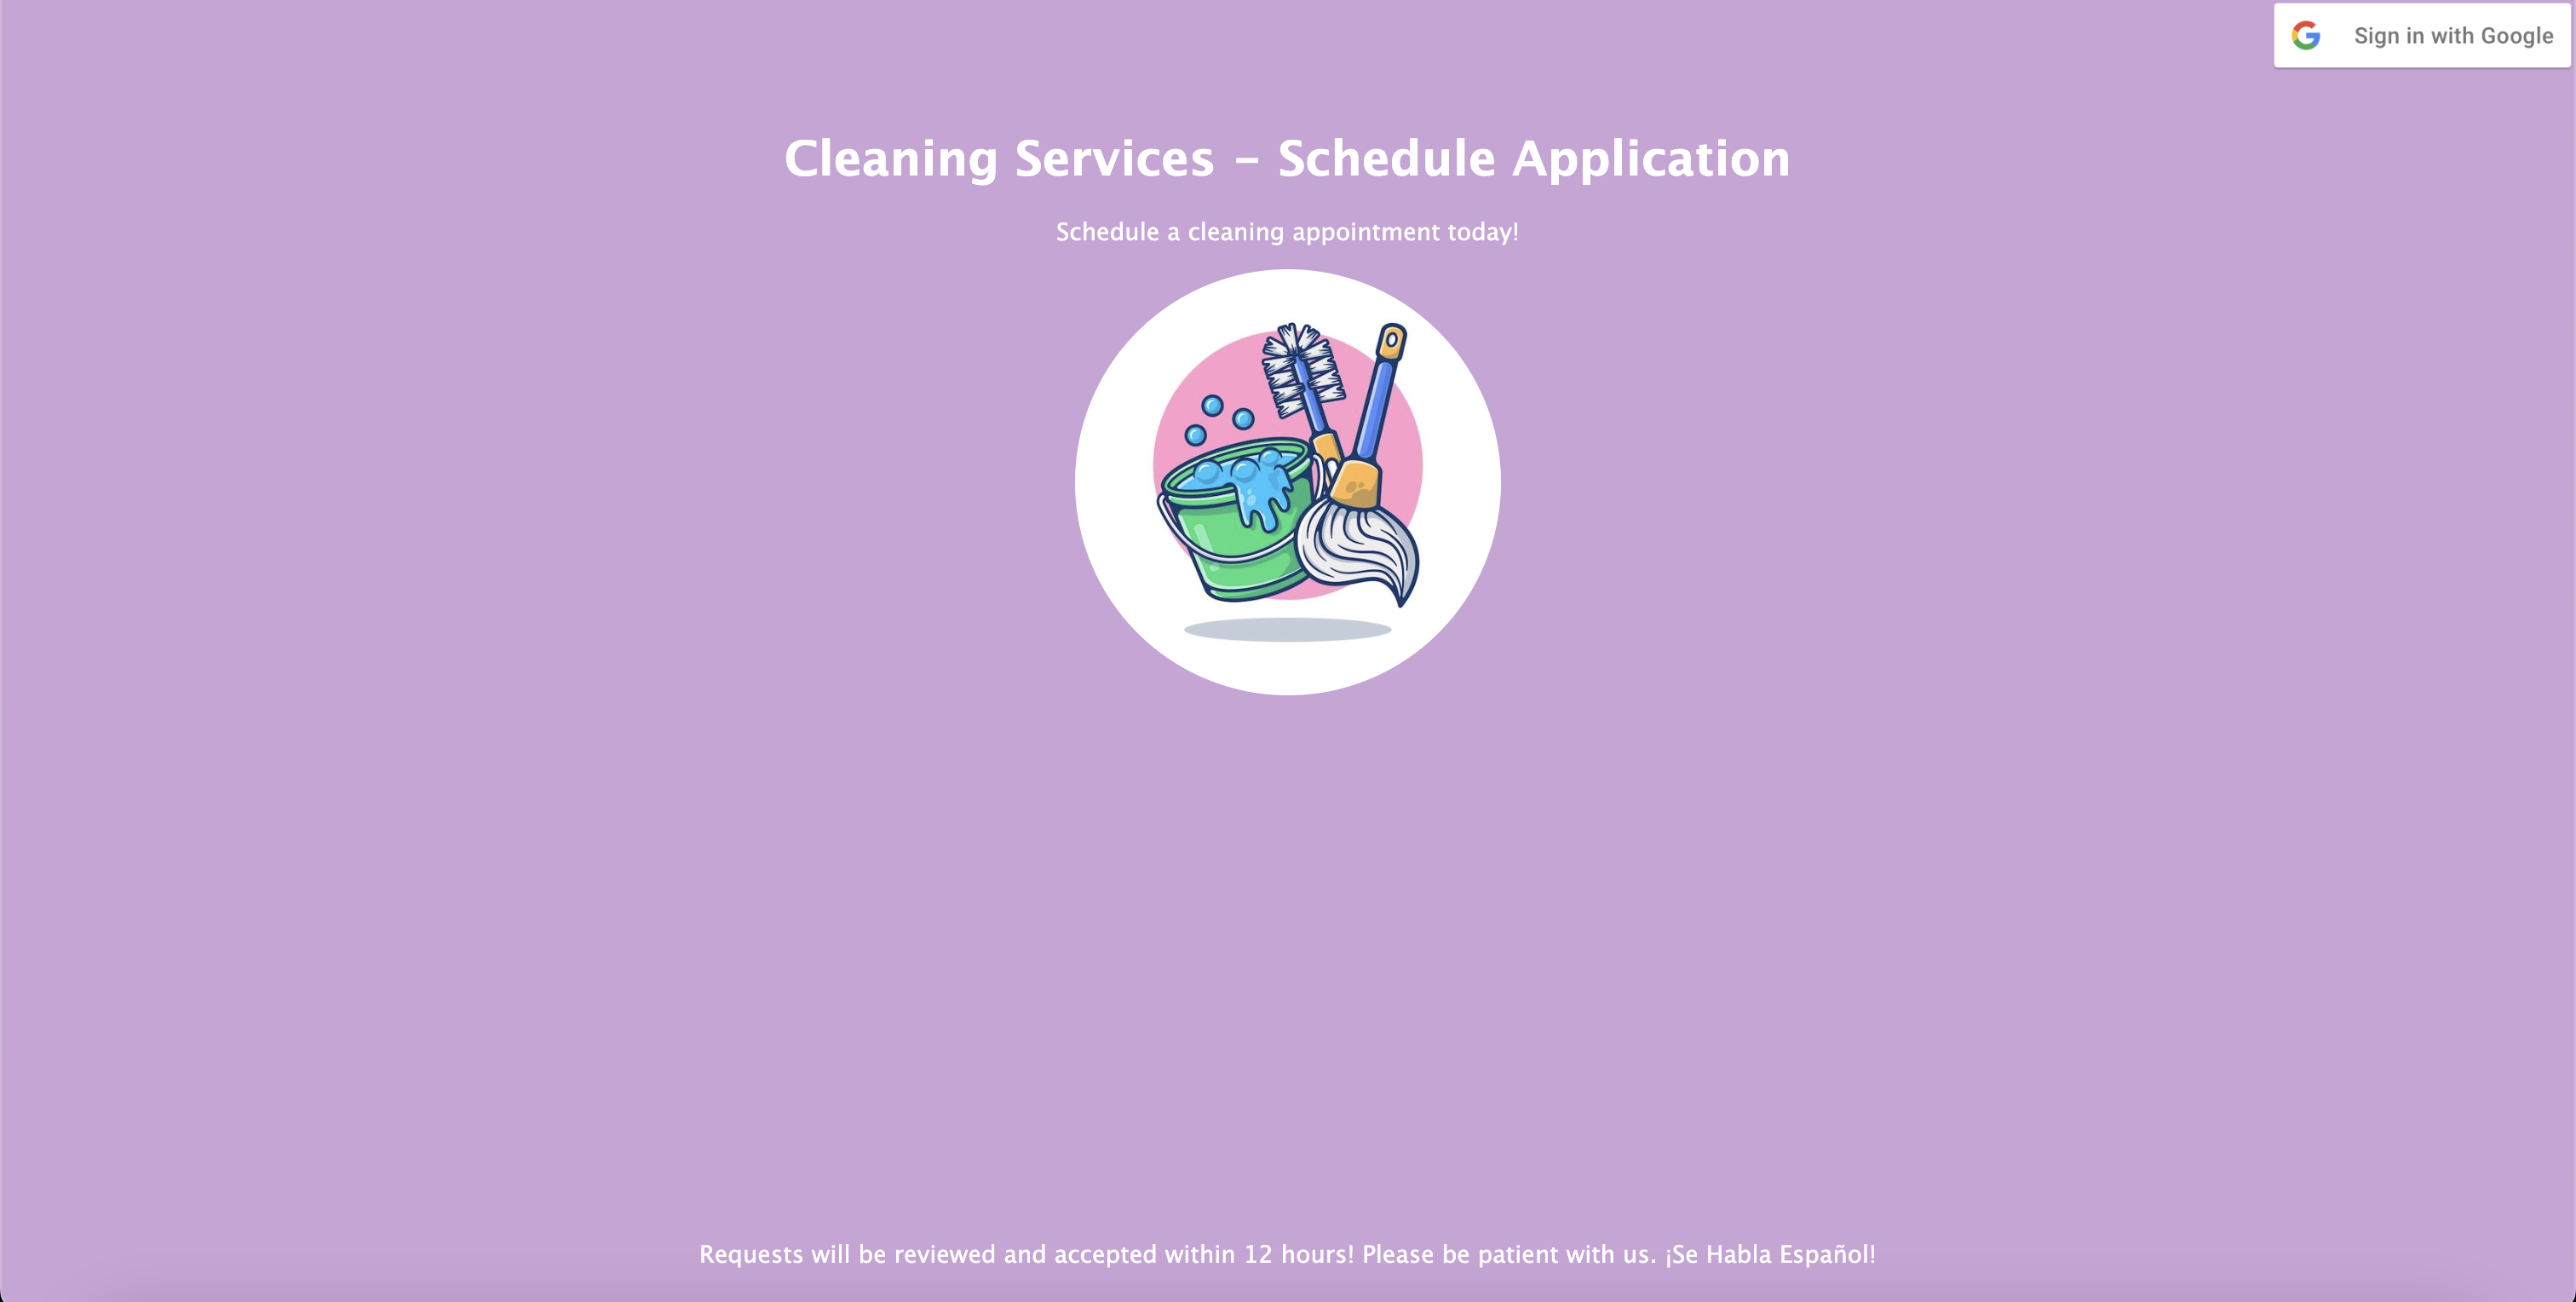 Sign in with Google
Cleaning Services - Schedule Application
Schedule a cleaning appointment today!
Requests will be reviewed and accepted within 12 hours! Please be patient with us. ¡Se Habla Español!